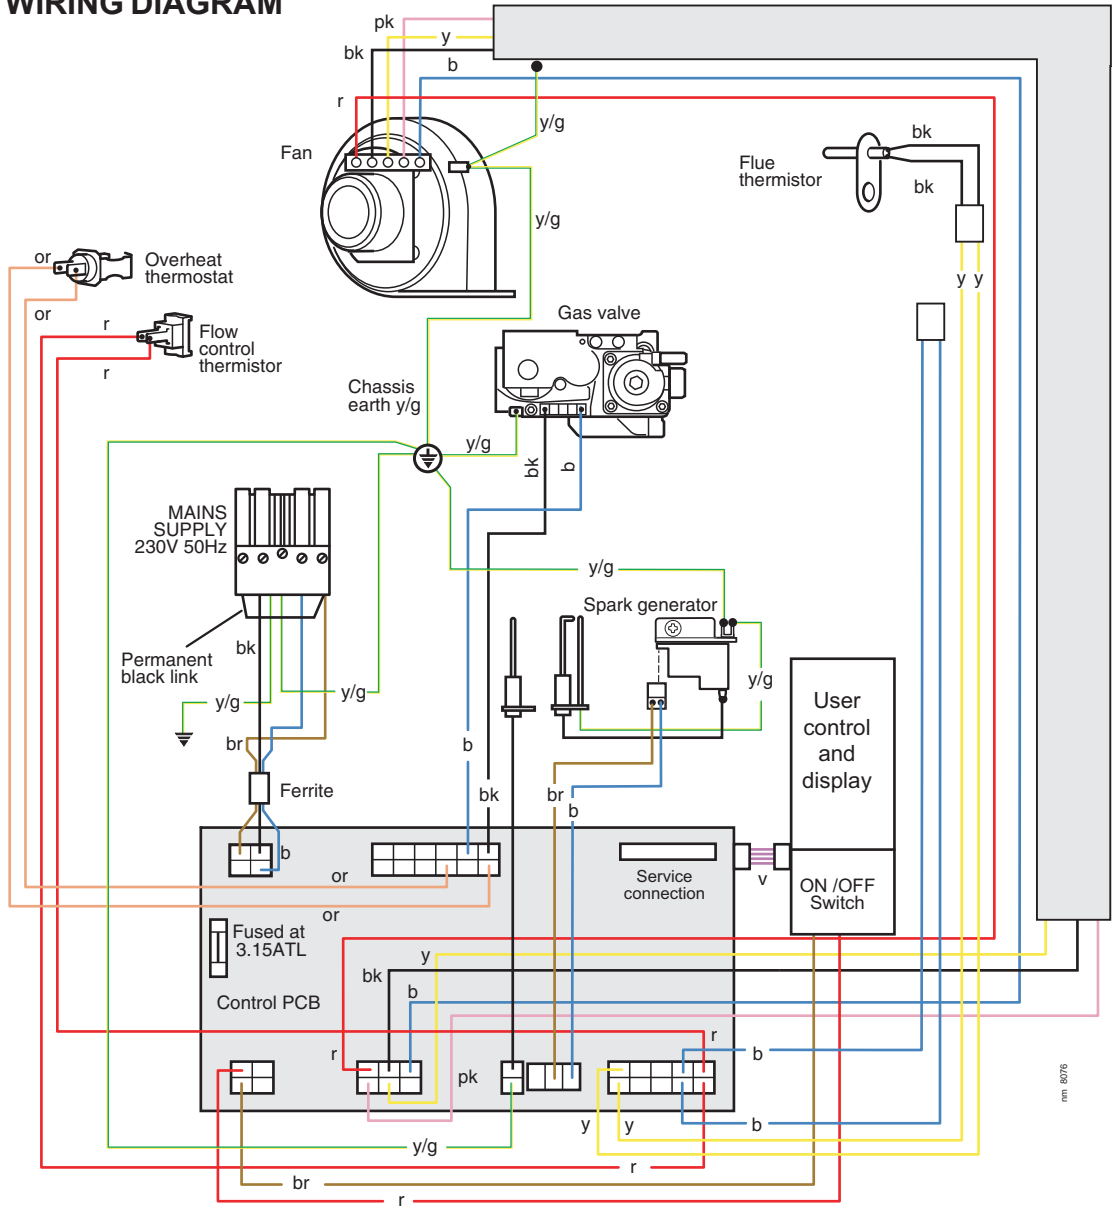 WIRING DIAGRAM
pk
y
bk
b
r
y/g
Fan
bk
Flue
thermistor
bk
y/g
or
Overheat
thermostat
y y
or
r
Flow
control
thermistor
r
Gas valve
Chassis
earth y/g
y/g
bk
b
MAINS
SUPPLY
230V 50Hz
y/g
Spark generator
bk
Permanent
black link
y/g
y/g
y/g
User
control
and
display
br
b
Ferrite
bk
br
b
b
or
Service
connection
v
ON /OFF
Switch
or
Fused at
3.15ATL
y
bk
b
Control PCB
r
r
b
pk
nm 8076
y
y
b
y/g
r
br
r